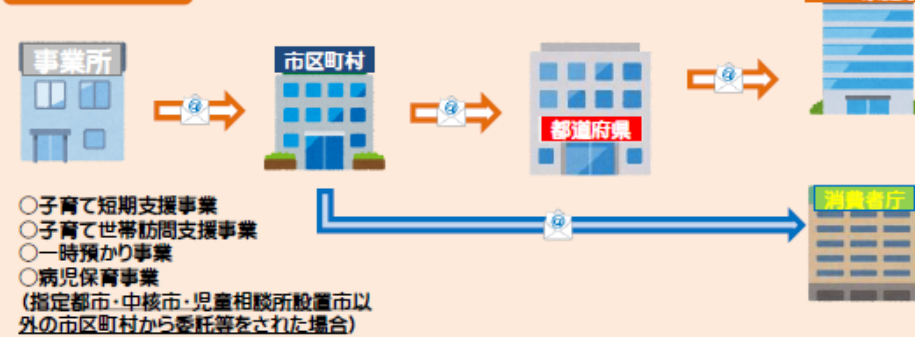 事業所
市区町村
都道府県
消費者庁
○子育て短期支援事業
○子育て世帯訪問支援事業
○一時預かり事業
○病児保育事業
(指定都市・中核市・児童相談所設置市以
外の市区町村から委託等をされた場合)